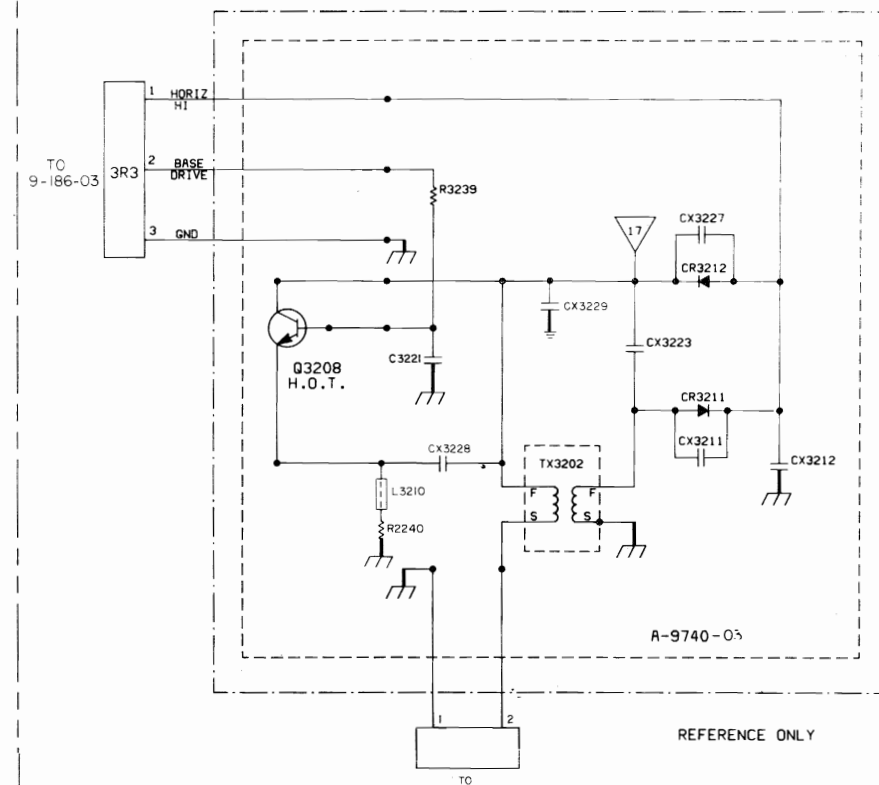 1 HORIZ
HI
TO
9-186-03
3R3
2 BASE
DRIVE
R3239
3 GND
17
CX3227
CR3212
CX3229
Q3208
H.O.T.
C3221
CX3223
CR3211
CX3211
CX3228
TX3202
CX3212
L3210
F F
R2240
S S
A-9740-03
1 2
REFERENCE ONLY
TO